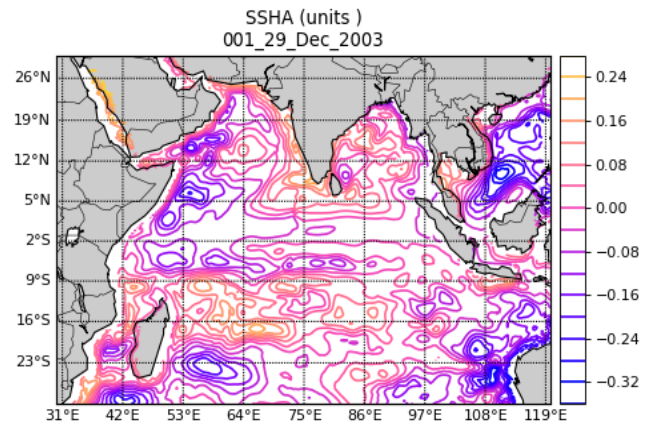 SSHA (units )
001_29_Dec_2003
26°N
19°N
12°N
5°N
2°S
9°S
16°S
23°S
31°E 42°E 53°E 64°E 75°E 86°E 97°E 108°E 119°E
0.24
0.16
0.08
0.00
−0.08
−0.16
−0.24
−0.32